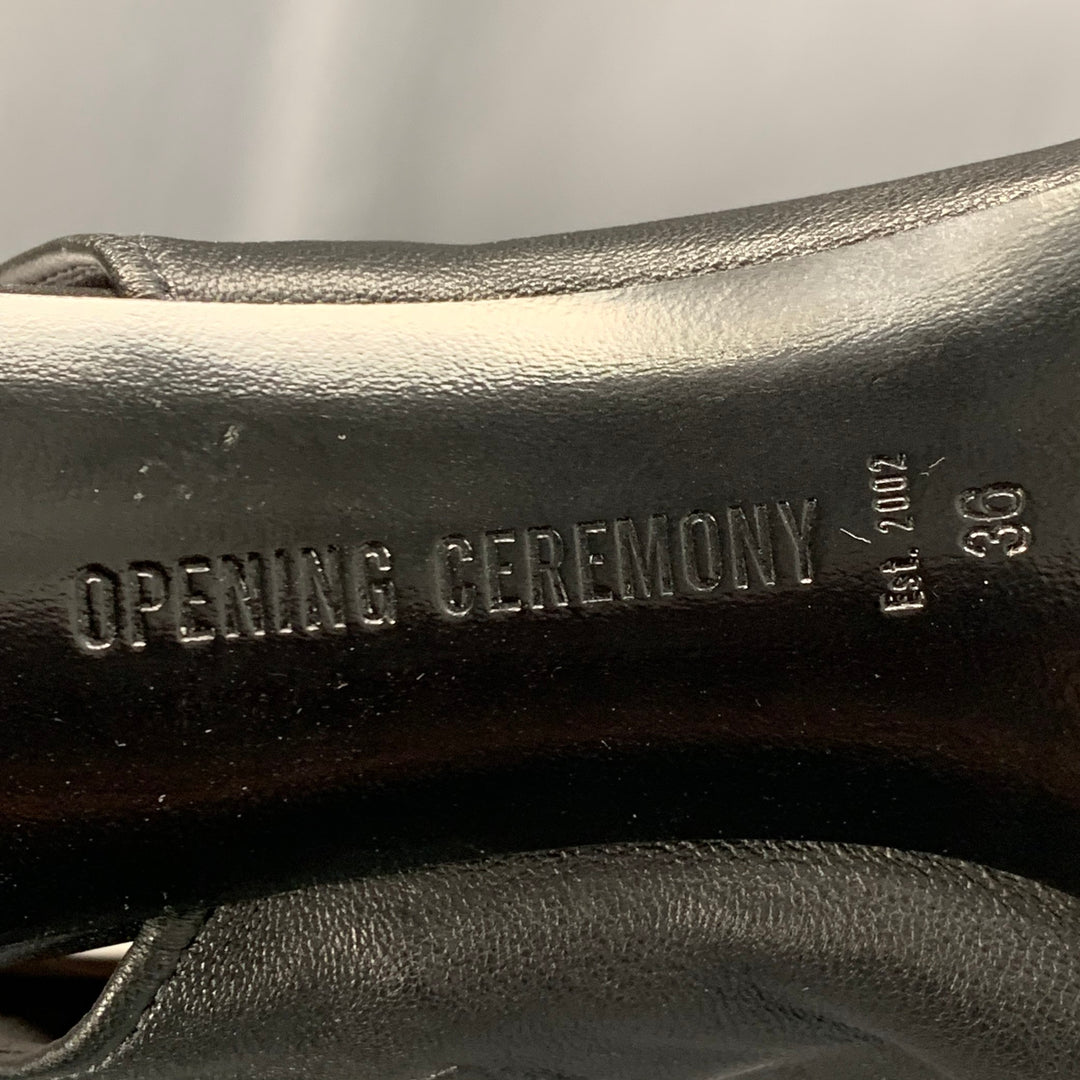 OPENING CEREMONY
Est. 2002
36